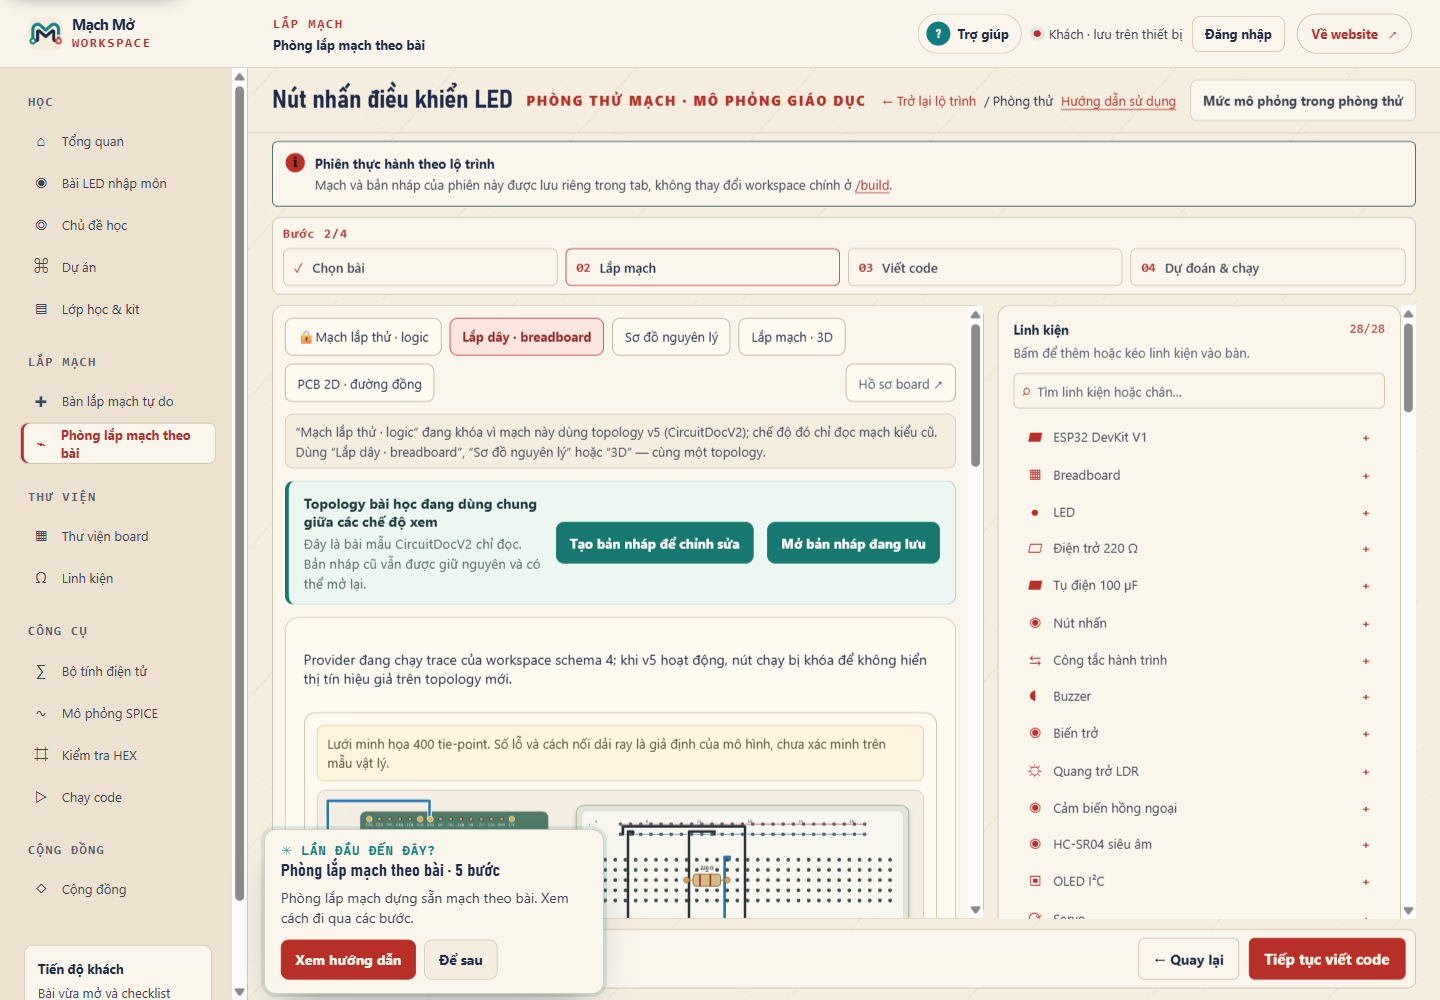 Mạch Mở
WORKSPACE
LẮP MẠCH
Phòng lắp mạch theo bài
? Trợ giúp
Khách · lưu trên thiết bị
Đăng nhập
Về website ↗
HỌC
Tổng quan
Bài LED nhập môn
Chủ đề học
Dự án
Lớp học & kit
LẮP MẠCH
Bàn lắp mạch tự do
Phòng lắp mạch theo
bài
THƯ VIỆN
Thư viện board
Linh kiện
CÔNG CỤ
Bộ tính điện tử
Mô phỏng SPICE
Kiểm tra HEX
Chạy code
CỘNG ĐỒNG
Cộng đồng
Tiến độ khách
Bài vừa mở và checklist
Nút nhấn điều khiển LED
PHÒNG THỬ MẠCH · MÔ PHỎNG GIÁO DỤC
← Trở lại lộ trình / Phòng thử Hướng dẫn sử dụng
Mức mô phỏng trong phòng thử
Phiên thực hành theo lộ trình
Mạch và bản nháp của phiên này được lưu riêng trong tab, không thay đổi workspace chính ở /build.
Bước 2/4
✓ Chọn bài
02 Lắp mạch
03 Viết code
04 Dự đoán & chạy
🔒 Mạch lắp thử · logic
Lắp dây · breadboard
Sơ đồ nguyên lý
Lắp mạch · 3D
PCB 2D · đường đồng
Hồ sơ board ↗
“Mạch lắp thử · logic” đang khóa vì mạch này dùng topology v5 (CircuitDocV2); chế độ đó chỉ đọc mạch kiểu cũ.
Dùng “Lắp dây · breadboard”, “Sơ đồ nguyên lý” hoặc “3D” — cùng một topology.
Topology bài học đang dùng chung
giữa các chế độ xem
Đây là bài mẫu CircuitDocV2 chỉ đọc.
Bản nháp cũ vẫn được giữ nguyên và có
thể mở lại.
Tạo bản nháp để chỉnh sửa
Mở bản nháp đang lưu
Provider đang chạy trace của workspace schema 4; khi v5 hoạt động, nút chạy bị khóa để không hiển
thị tín hiệu giả trên topology mới.
Lưới minh họa 400 tie-point. Số lỗ và cách nối dải ray là giả định của mô hình, chưa xác minh trên
mẫu vật lý.
220 Ω
Linh kiện
28/28
Bấm để thêm hoặc kéo linh kiện vào bàn.
Tìm linh kiện hoặc chân...
ESP32 DevKit V1 +
Breadboard +
LED +
Điện trở 220 Ω +
Tụ điện 100 µF +
Nút nhấn +
Công tắc hành trình +
Buzzer +
Biến trở +
Quang trở LDR +
Cảm biến hồng ngoại +
HC-SR04 siêu âm +
OLED I²C +
Servo +
✳ LẦN ĐẦU ĐẾN ĐÂY?
Phòng lắp mạch theo bài · 5 bước
Phòng lắp mạch dựng sẵn mạch theo bài. Xem
cách đi qua các bước.
Xem hướng dẫn
Để sau
← Quay lại
Tiếp tục viết code